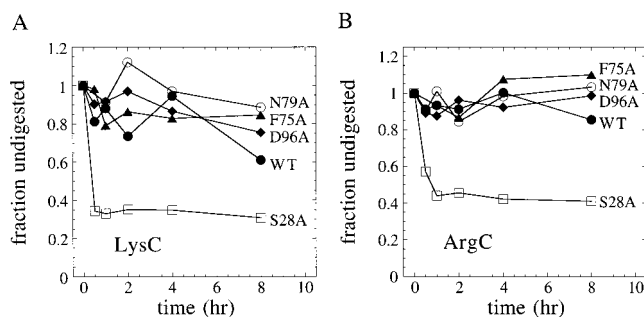 A
fraction undigested
1.2
1
0.8
0.6
0.4
0.2
0
N79A
F75A
D96A
WT
S28A
LysC
0 2 4 6 8 10
time (hr)
B
fraction undigested
1.2
1.0
0.8
0.6
0.4
0.2
0
F75A
N79A
D96A
WT
S28A
ArgC
0 2 4 6 8 10
time (hr)